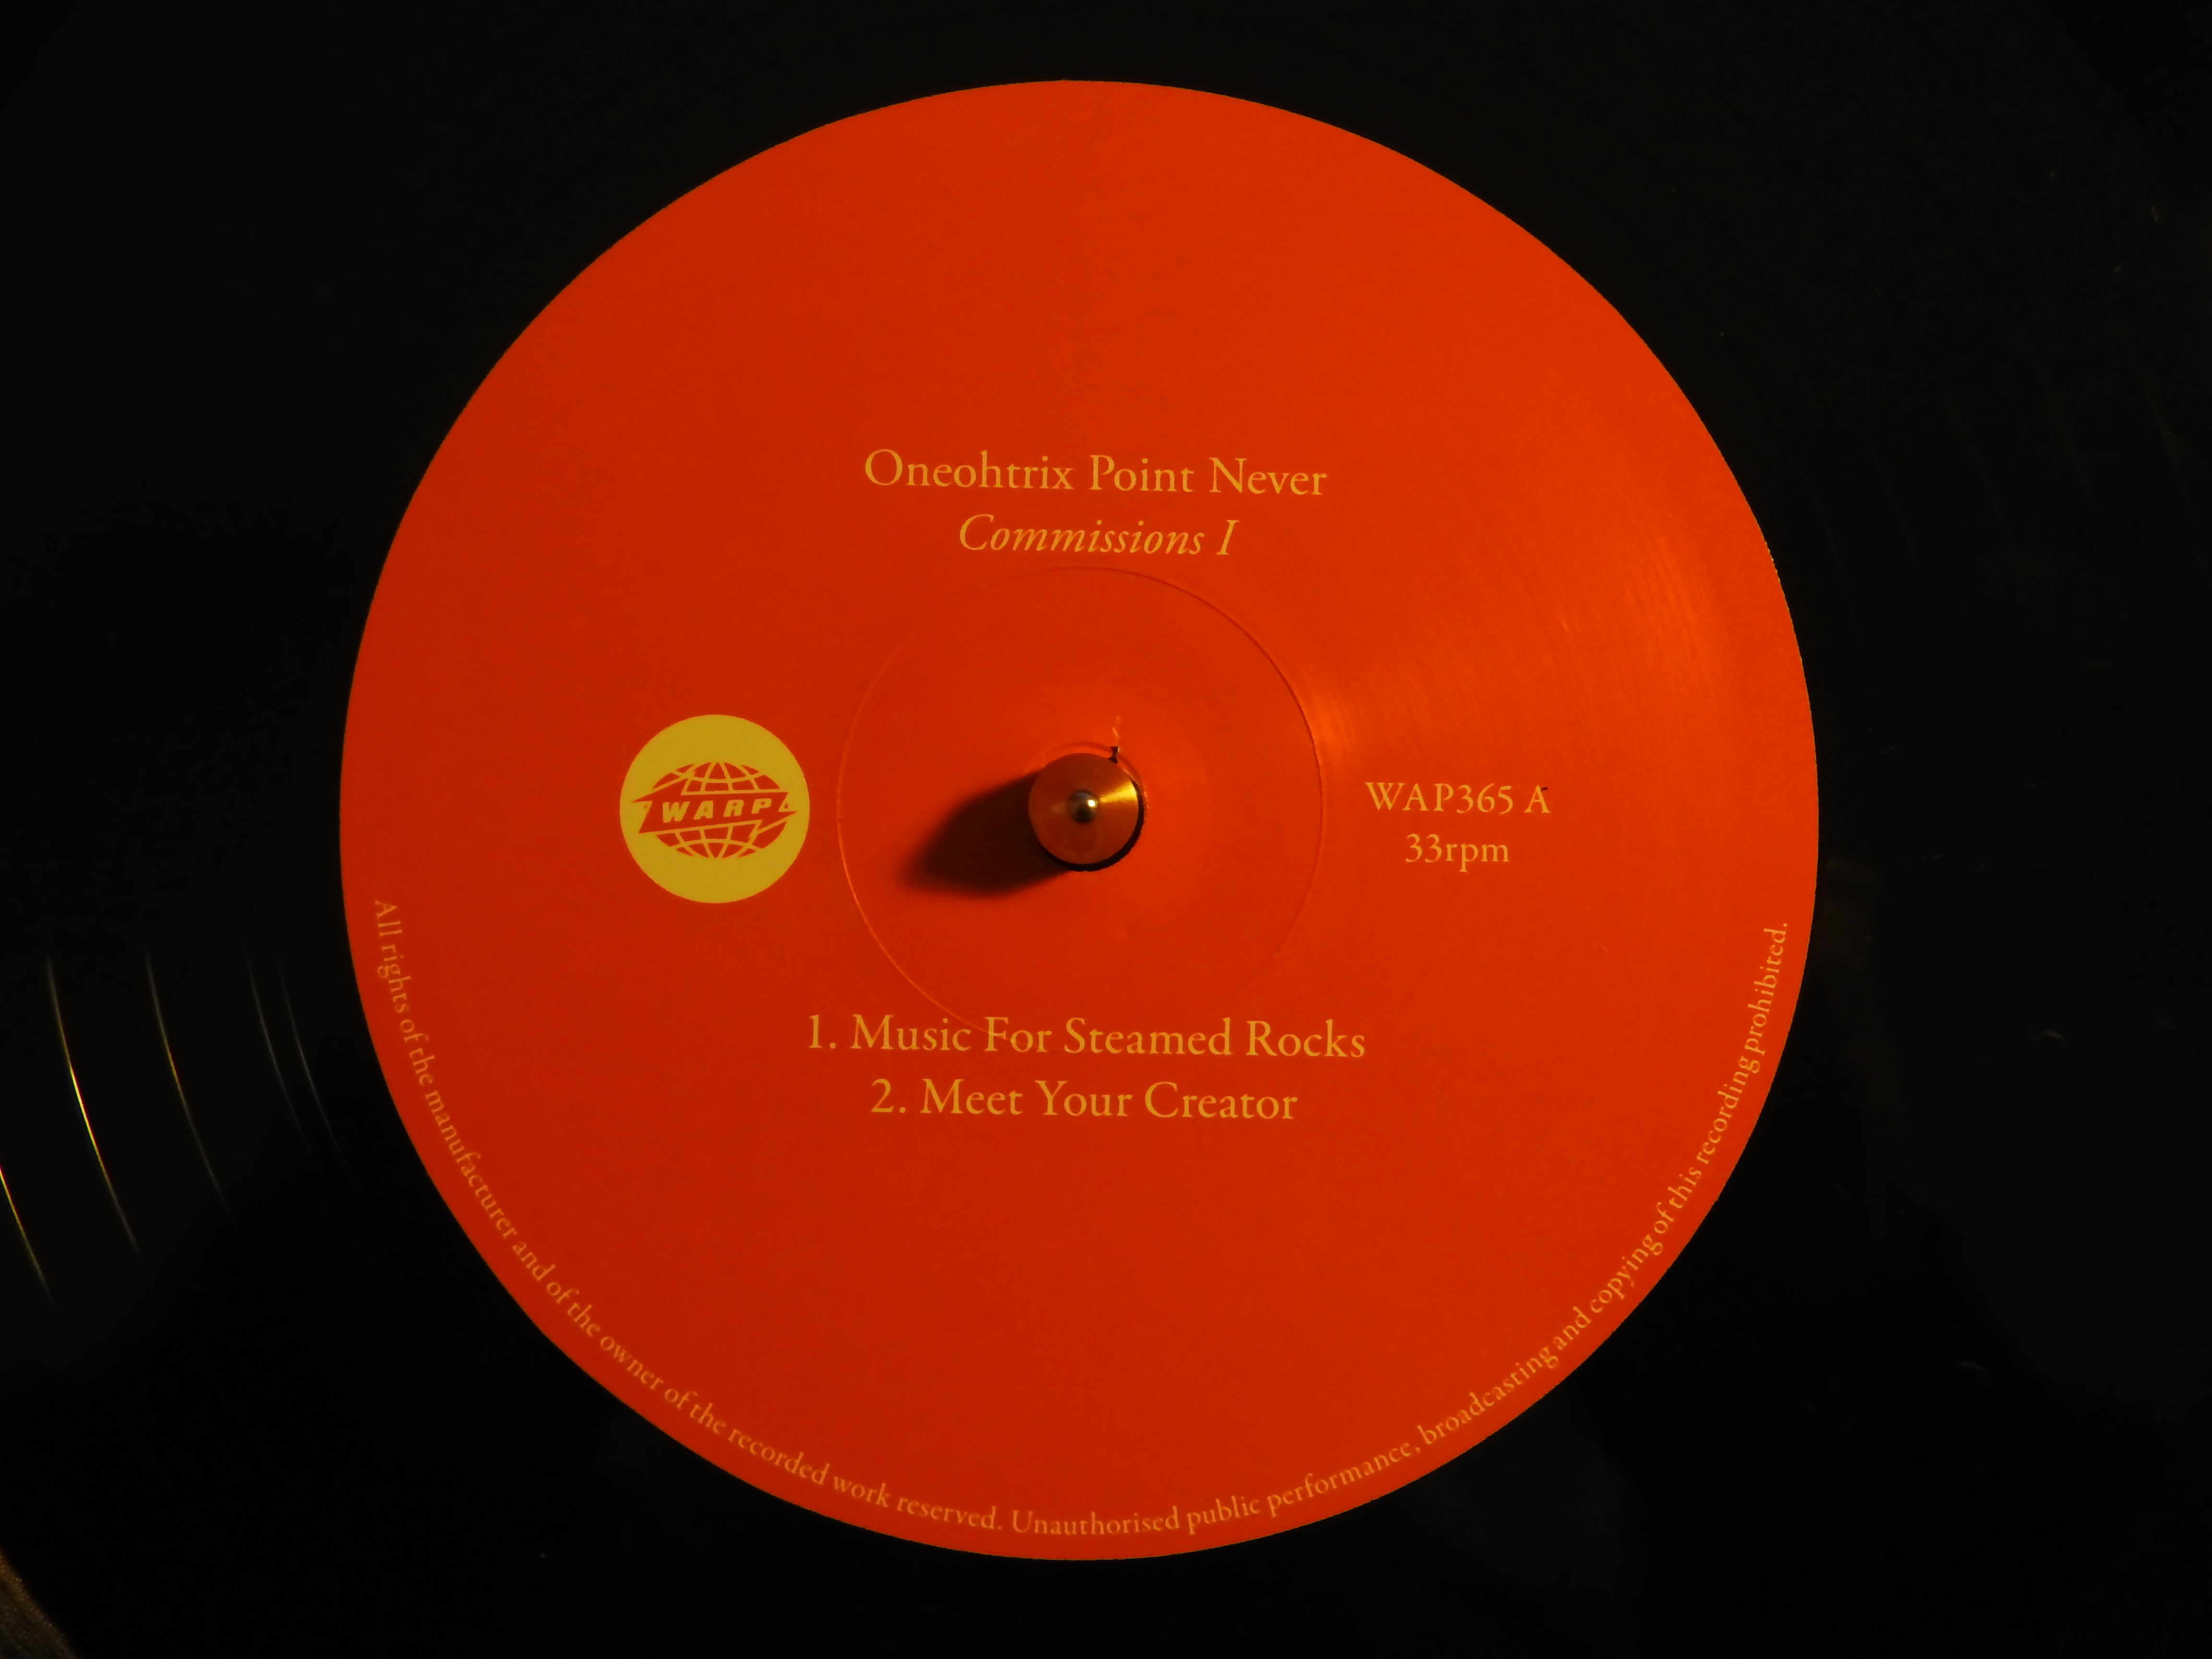 Oneohtrix Point Never
Commissions I
WARP
WAP365 A
33rpm
1. Music For Steamed Rocks
2. Meet Your Creator
All rights of the manufacturer and of the owner of the recorded work reserved. Unauthorised public performance, broadcasting and copying of this recording prohibited.